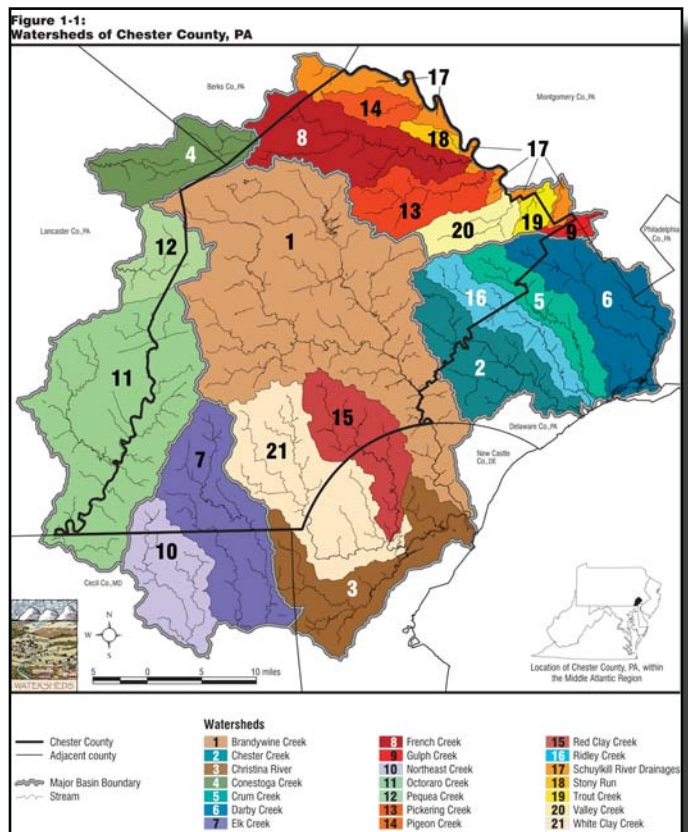 Figure 1-1:
Watersheds of Chester County, PA
Berks Co., PA
Montgomery Co., PA
17
14
18
8
4
17
13
19
20
9
Lancaster Co., PA
Philadelphia
Co., PA
12
1
16
5
6
11
2
15
21
7
Delaware Co., PA
New Castle
Co., DE
10
3
Cecil Co., MD
N
W
E
S
WATERSHEDS
5 0 5 10 miles
Location of Chester County, PA, within
the Middle Atlantic Region
Chester County
Adjacent county
Major Basin Boundary
Stream
Watersheds
1 Brandywine Creek
2 Chester Creek
3 Christina River
4 Conestoga Creek
5 Crum Creek
6 Darby Creek
7 Elk Creek
8 French Creek
9 Gulph Creek
10 Northeast Creek
11 Octoraro Creek
12 Pequea Creek
13 Pickering Creek
14 Pigeon Creek
15 Red Clay Creek
16 Ridley Creek
17 Schuylkill River Drainages
18 Stony Run
19 Trout Creek
20 Valley Creek
21 White Clay Creek